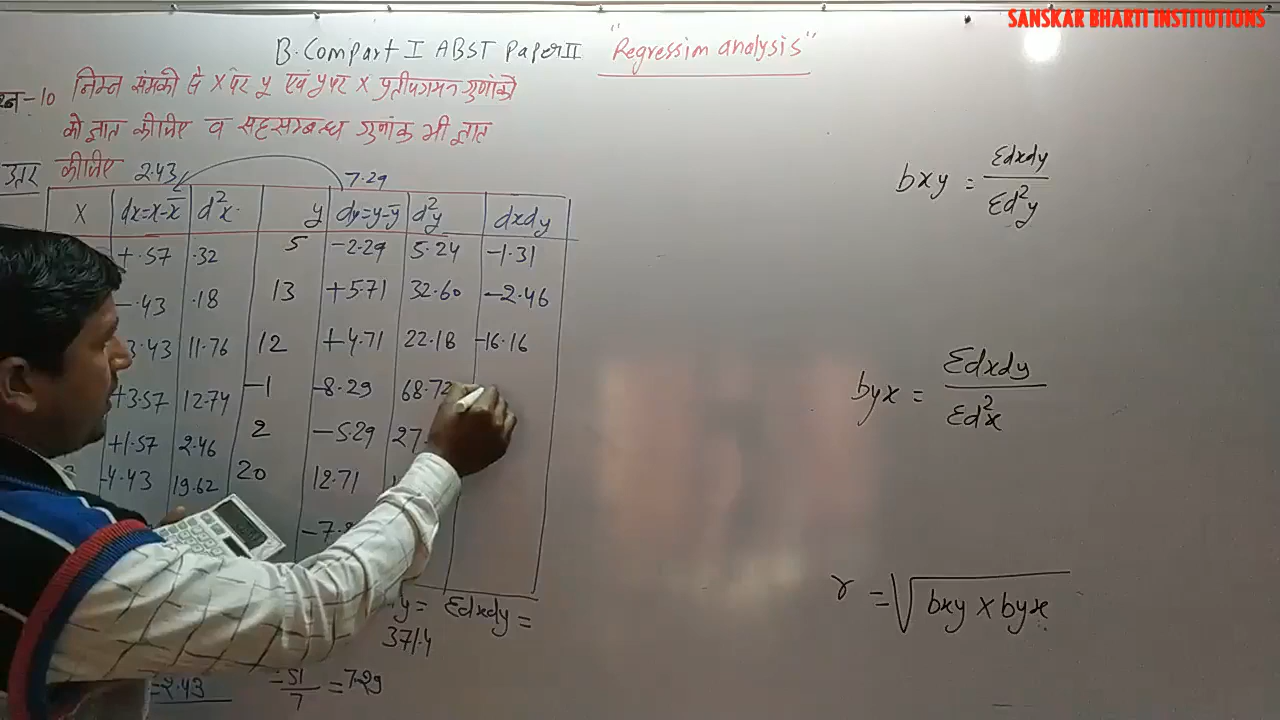 SANSKAR BHARTI INSTITUTIONS
B.Com part I ABST Paper II "Regression analysis"
प्रश्न-10 निम्न समंकों से X पर y एवं y पर X प्रतीपगमन गुणांकों
को ज्ञात कीजिए व सहसम्बन्ध गुणांक भी ज्ञात
उत्तर कीजिए 2.43 7.29
X dx=x-x̄ d²x y dy=y-ȳ d²y dxdy
+.57 .32 5 -2.29 5.24 -1.31
-.43 .18 13 +5.71 32.60 -2.46
3.43 11.76 12 +4.71 22.18 -16.16
+3.57 12.74 -1 -8.29 68.72
+1.57 2.46 2 -5.29 27.
-4.43 19.62 20 12.71
-7.
y= Σdxdy=
371.4
=2.43 =51/7 =7.29
bxy = Σdxdy / Σd²y
byx = Σdxdy / Σd²x
r = √bxy x byx